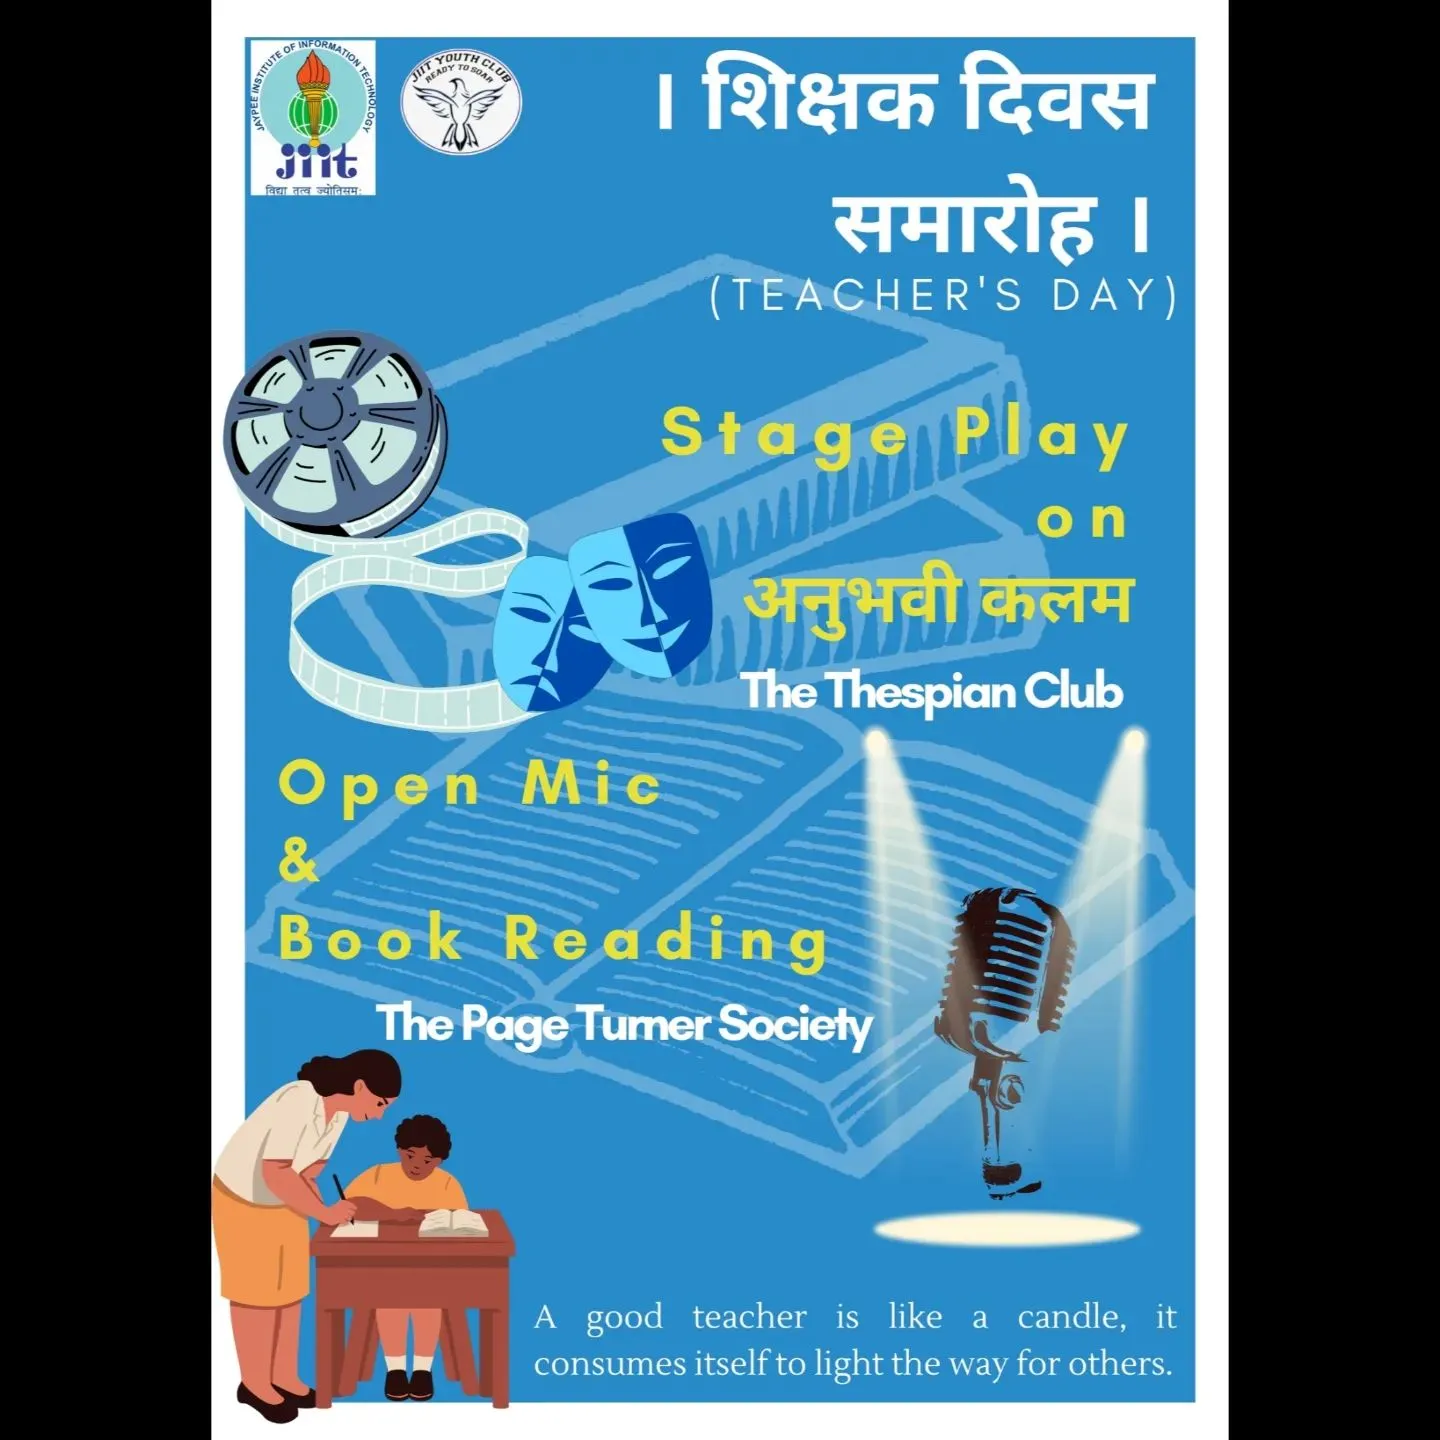 JAYPEE INSTITUTE OF INFORMATION TECHNOLOGY
jiit
विद्या तत्व ज्योतिसमः
JIIT YOUTH CLUB
READY TO SOAR
। शिक्षक दिवस
समारोह ।
(TEACHER'S DAY)
Stage Play
on
अनुभवी कलम
The Thespian Club
Open Mic
&
Book Reading
The Page Turner Society
A good teacher is like a candle, it
consumes itself to light the way for others.